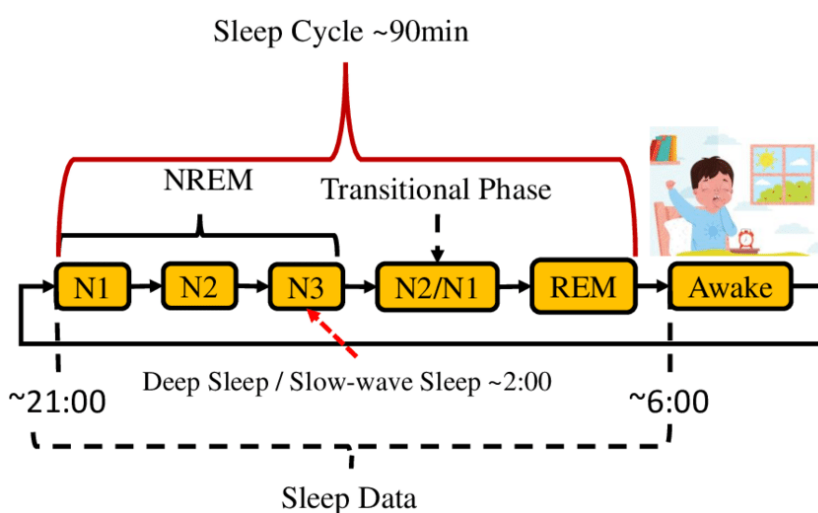 Sleep Cycle ~90min
NREM
Transitional Phase
N1
N2
N3
N2/N1
REM
Awake
Deep Sleep / Slow-wave Sleep ~2:00
~21:00
~6:00
Sleep Data